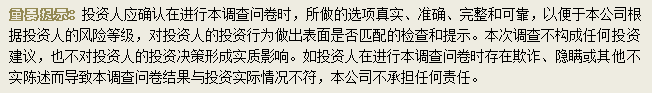 重要提示：投资人应确认在进行本调查问卷时，所做的选项真实、准确、完整和可靠，以便于本公司根
据投资人的风险等级，对投资人的投资行为做出表面是否匹配的检查和提示。本次调查不构成任何投资
建议，也不对投资人的投资决策形成实质影响。如投资人在进行本调查问卷时存在欺诈、隐瞒或其他不
实陈述而导致本调查问卷结果与投资实际情况不符，本公司不承担任何责任。